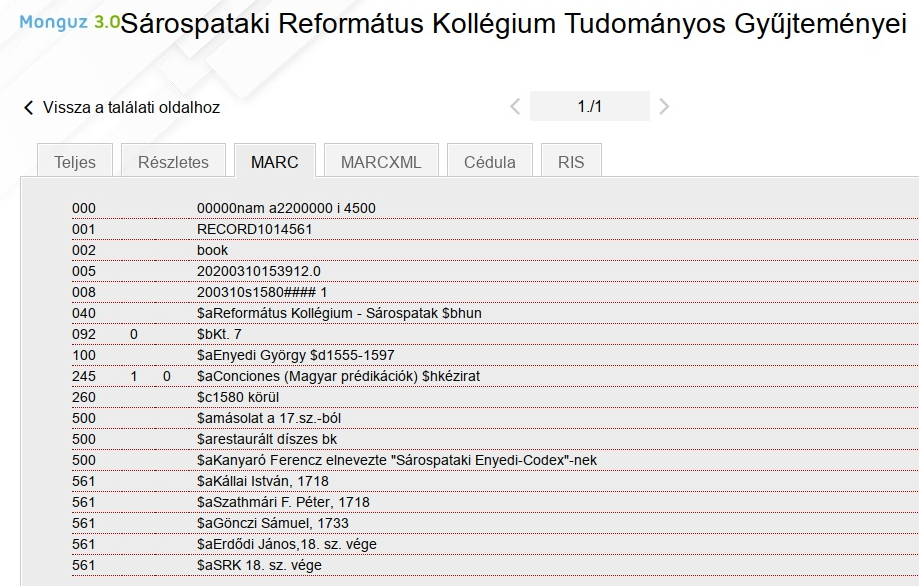 Monguz 3.0 Sárospataki Református Kollégium Tudományos Gyűjteményei
Vissza a találati oldalhoz 1./1
Teljes Részletes MARC MARCXML Cédula RIS
000 00000nam a2200000 i 4500
001 RECORD1014561
002 book
005 20200310153912.0
008 200310s1580#### 1
040 $aReformátus Kollégium - Sárospatak $bhun
092 0 $bKt. 7
100 $aEnyedi György $d1555-1597
245 1 0 $aConciones (Magyar prédikációk) $hkézirat
260 $c1580 körül
500 $amásolat a 17.sz.-ból
500 $arestaurált díszes bk
500 $aKanyaró Ferencz elnevezte "Sárospataki Enyedi-Codex"-nek
561 $aKállai István, 1718
561 $aSzathmári F. Péter, 1718
561 $aGönczi Sámuel, 1733
561 $aErdődi János,18. sz. vége
561 $aSRK 18. sz. vége